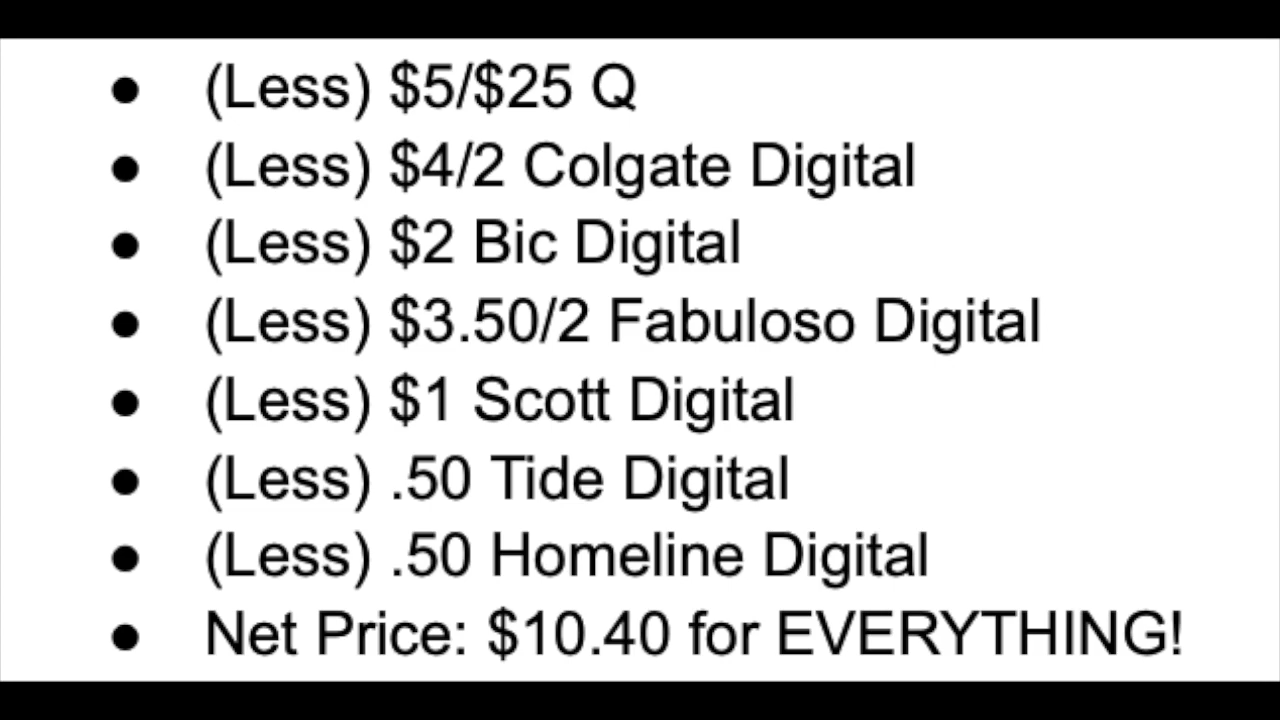 ● (Less) $5/$25 Q
● (Less) $4/2 Colgate Digital
● (Less) $2 Bic Digital
● (Less) $3.50/2 Fabuloso Digital
● (Less) $1 Scott Digital
● (Less) .50 Tide Digital
● (Less) .50 Homeline Digital
● Net Price: $10.40 for EVERYTHING!